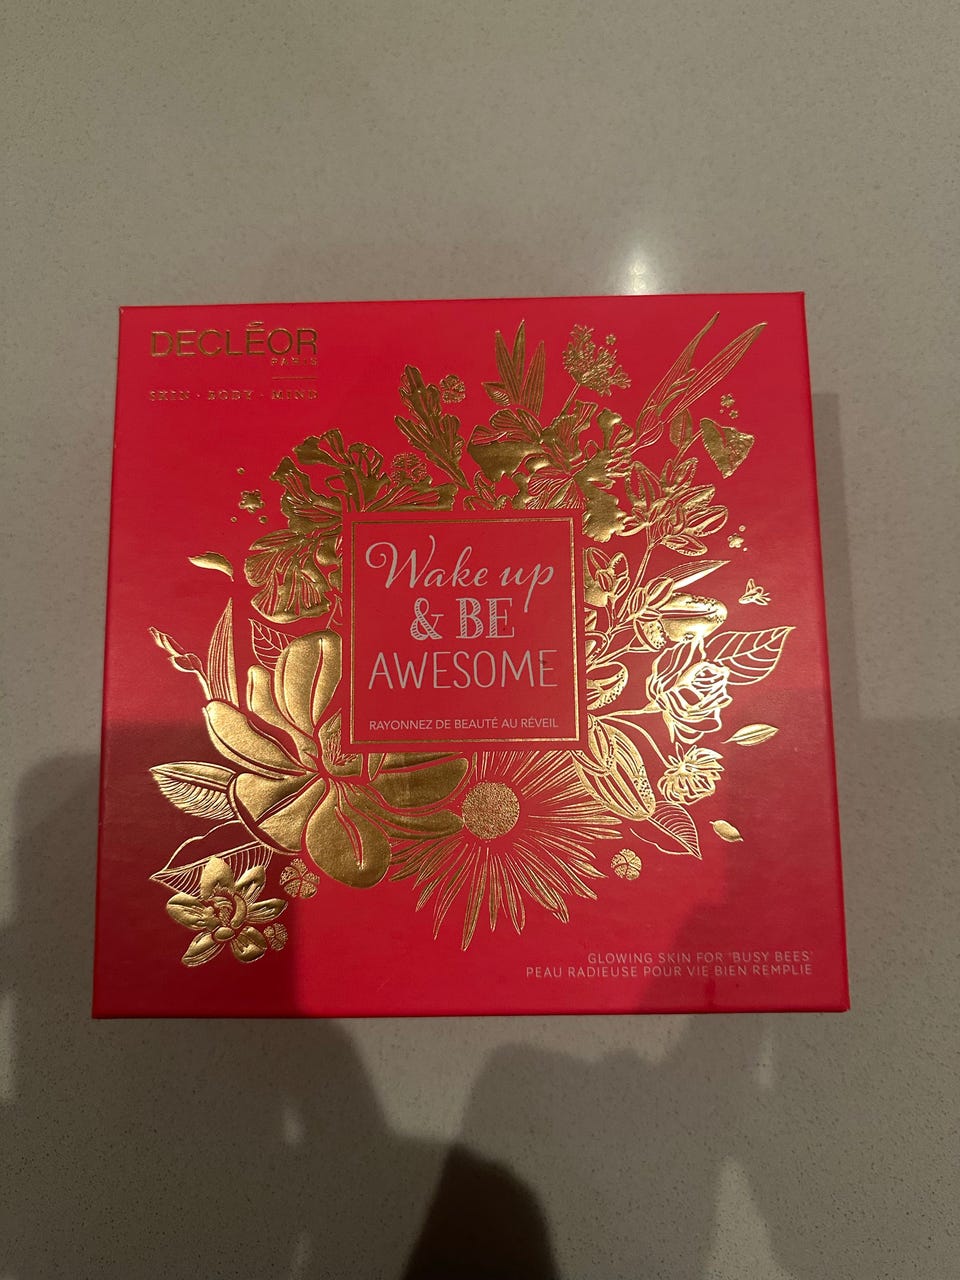 DECLÉOR
PARIS
SKIN · BODY · MIND
Wake up
& BE
AWESOME
RAYONNEZ DE BEAUTÉ AU RÉVEIL
GLOWING SKIN FOR 'BUSY BEES'
PEAU RADIEUSE POUR VIE BIEN REMPLIE